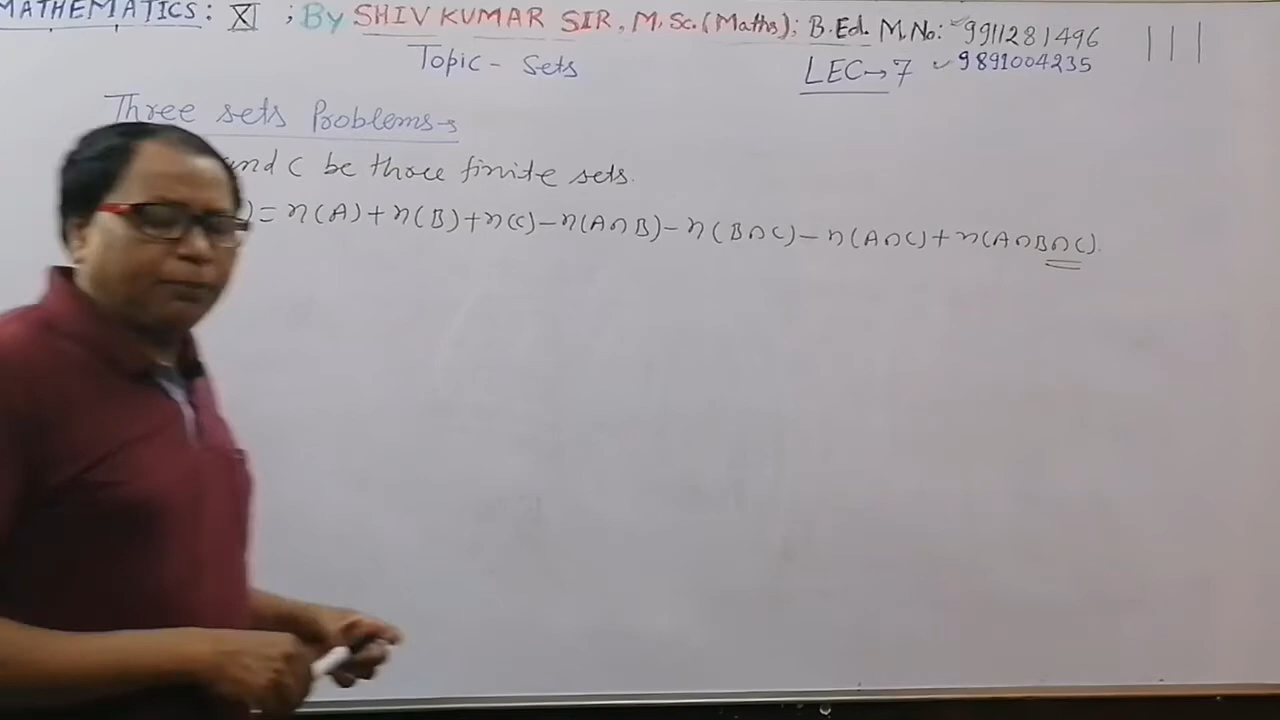 MATHEMATICS: XI ; By SHIV KUMAR SIR, M.Sc.(Maths); B.Ed. M.No: 9911281496
Topic - Sets
LEC→7 9891004235
Three sets Problems→
and C be three finite sets.
) = n(A)+n(B)+n(C)-n(A∩B)-n(B∩C)-n(A∩C)+n(A∩B∩C).